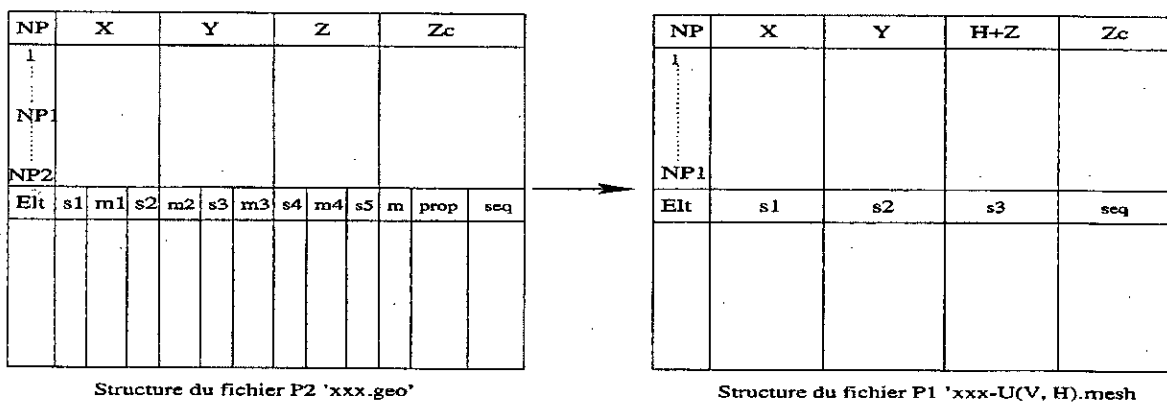 NP X Y Z Zc
1
NP1
NP2
Elt s1 m1 s2 m2 s3 m3 s4 m4 s5 m prop seq
Structure du fichier P2 'xxx.geo'
NP X Y H+Z Zc
1
NP1
Elt s1 s2 s3 seq
Structure du fichier P1 'xxx-U(V, H).mesh